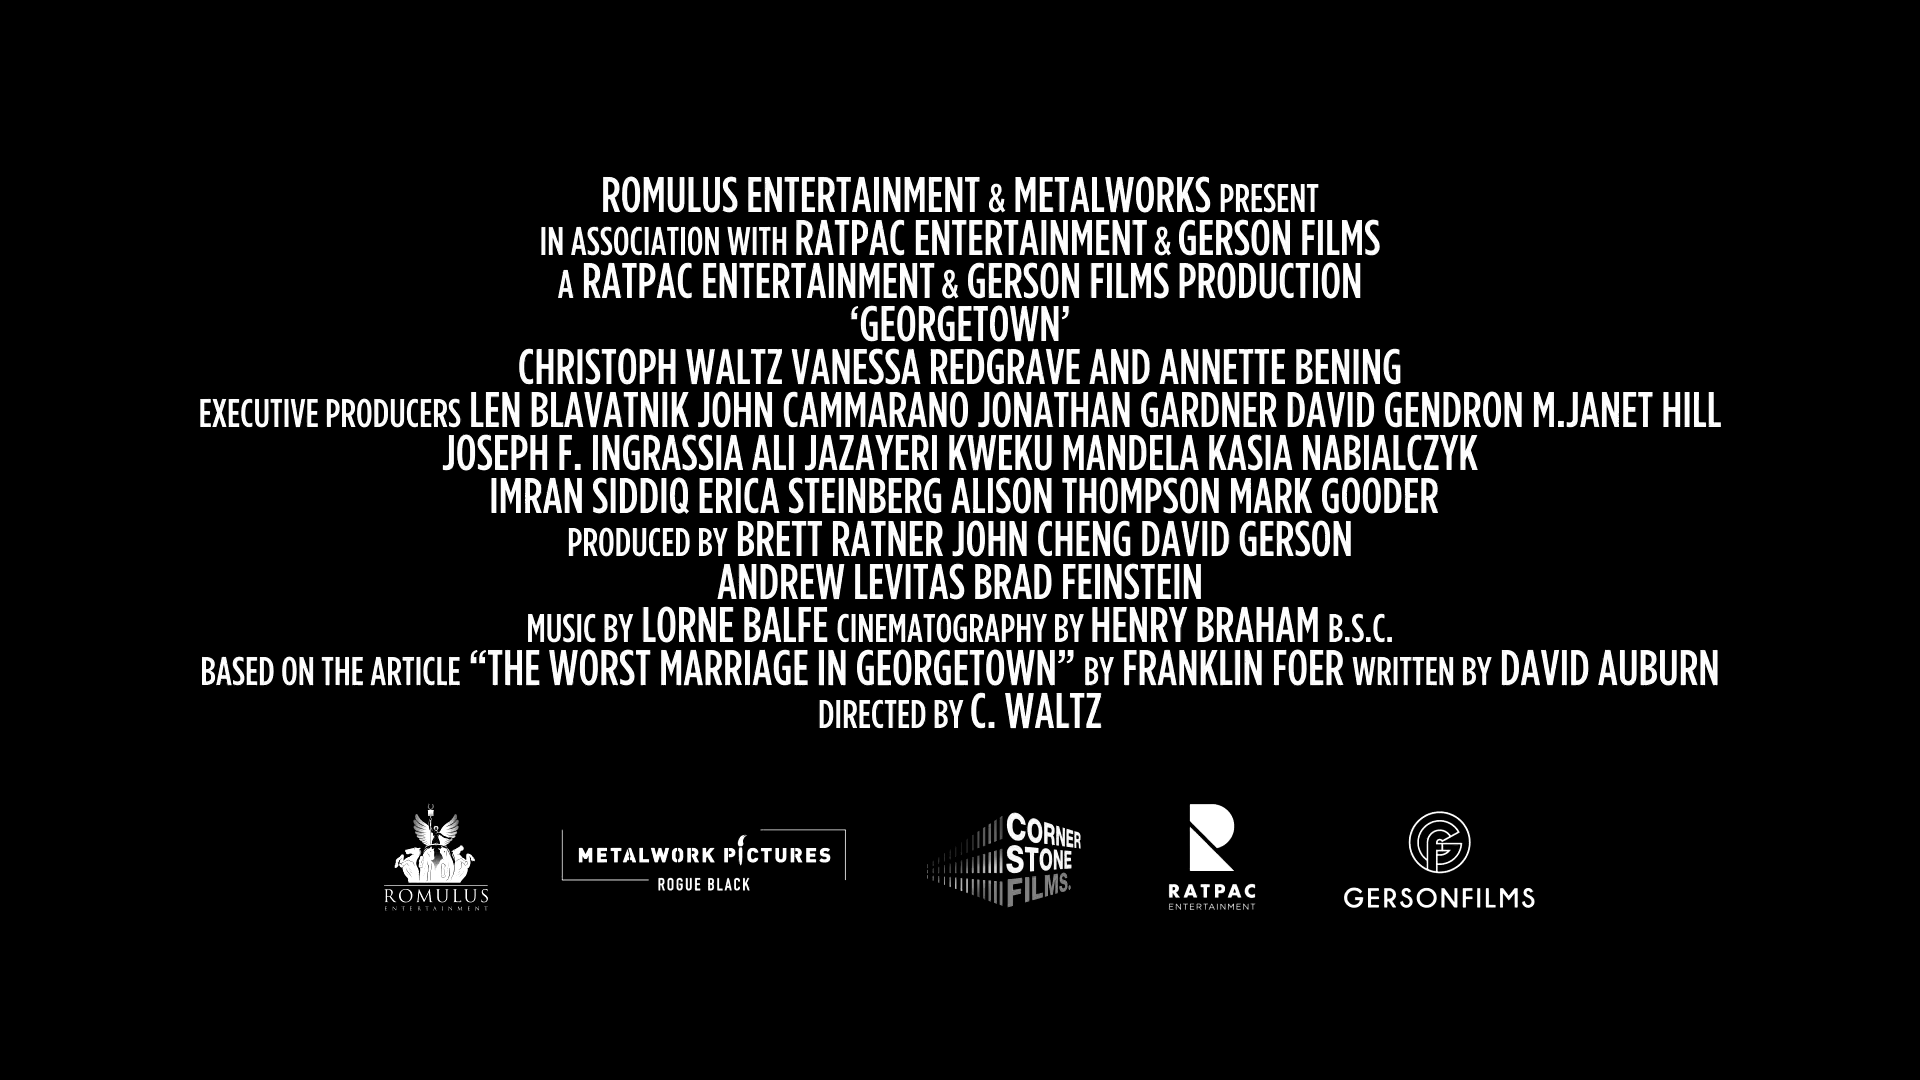 ROMULUS ENTERTAINMENT & METALWORKS PRESENT
IN ASSOCIATION WITH RATPAC ENTERTAINMENT & GERSON FILMS
A RATPAC ENTERTAINMENT & GERSON FILMS PRODUCTION
‘GEORGETOWN’
CHRISTOPH WALTZ VANESSA REDGRAVE AND ANNETTE BENING
EXECUTIVE PRODUCERS LEN BLAVATNIK JOHN CAMMARANO JONATHAN GARDNER DAVID GENDRON M.JANET HILL
JOSEPH F. INGRASSIA ALI JAZAYERI KWEKU MANDELA KASIA NABIALCZYK
IMRAN SIDDIQ ERICA STEINBERG ALISON THOMPSON MARK GOODER
PRODUCED BY BRETT RATNER JOHN CHENG DAVID GERSON
ANDREW LEVITAS BRAD FEINSTEIN
MUSIC BY LORNE BALFE CINEMATOGRAPHY BY HENRY BRAHAM B.S.C.
BASED ON THE ARTICLE “THE WORST MARRIAGE IN GEORGETOWN” BY FRANKLIN FOER WRITTEN BY DAVID AUBURN
DIRECTED BY C. WALTZ
ROMULUS
ENTERTAINMENT
METALWORK PICTURES
ROGUE BLACK
CORNER
STONE
FILMS.
RATPAC
ENTERTAINMENT
GERSONFILMS